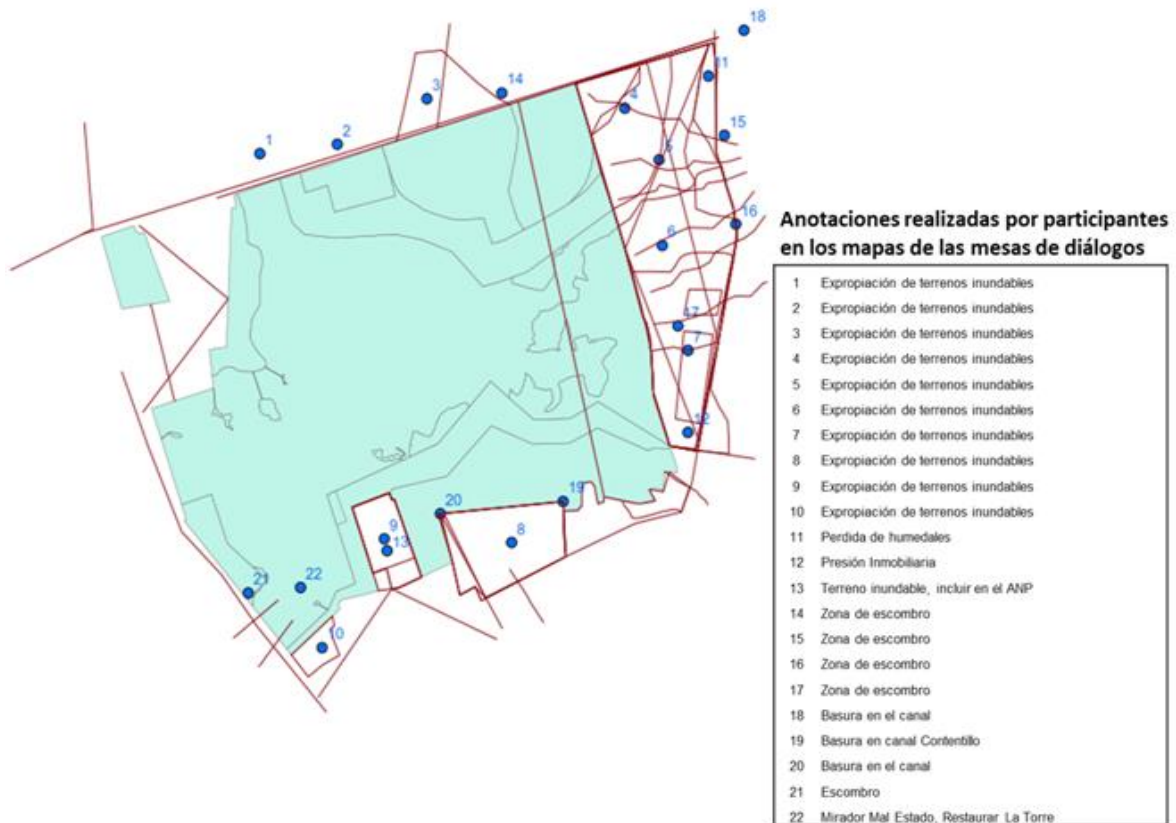 18
11
14
3
4
15
2
1
5
16
6
17
7
12
19
20
9
8
13
21
22
10
Anotaciones realizadas por participantes
en los mapas de las mesas de diálogos
1 Expropiación de terrenos inundables
2 Expropiación de terrenos inundables
3 Expropiación de terrenos inundables
4 Expropiación de terrenos inundables
5 Expropiación de terrenos inundables
6 Expropiación de terrenos inundables
7 Expropiación de terrenos inundables
8 Expropiación de terrenos inundables
9 Expropiación de terrenos inundables
10 Expropiación de terrenos inundables
11 Perdida de humedales
12 Presión Inmobiliaria
13 Terreno inundable, incluir en el ANP
14 Zona de escombro
15 Zona de escombro
16 Zona de escombro
17 Zona de escombro
18 Basura en el canal
19 Basura en canal Contentillo
20 Basura en el canal
21 Escombro
22 Mirador Mal Estado, Restaurar La Torre